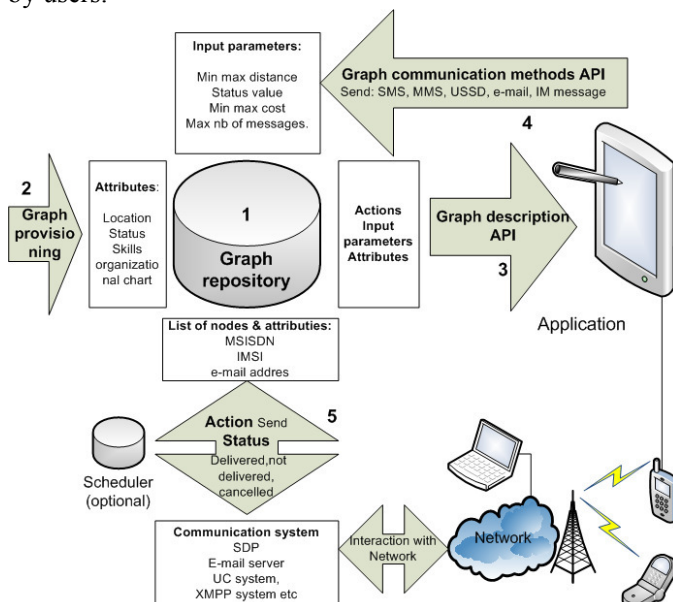 by users.
Input parameters:
Min max distance
Status value
Min max cost
Max nb of messages.
Graph communication methods API
Send: SMS, MMS, USSD, e-mail, IM message
4
2
Graph
provisio
ning
Attributes:
Location
Status
Skills
organizatio
nal chart
1
Graph
repository
Actions
Input
parameters
Attributes
Graph description
API
3
Application
List of nodes & attributies:
MSISDN
IMSI
e-mail addres
Action Send
Status
Delivered,not
delivered,
cancelled
5
Scheduler
(optional)
Communication system
SDP
E-mail server
UC system,
XMPP system etc
Interaction with
Network
Network